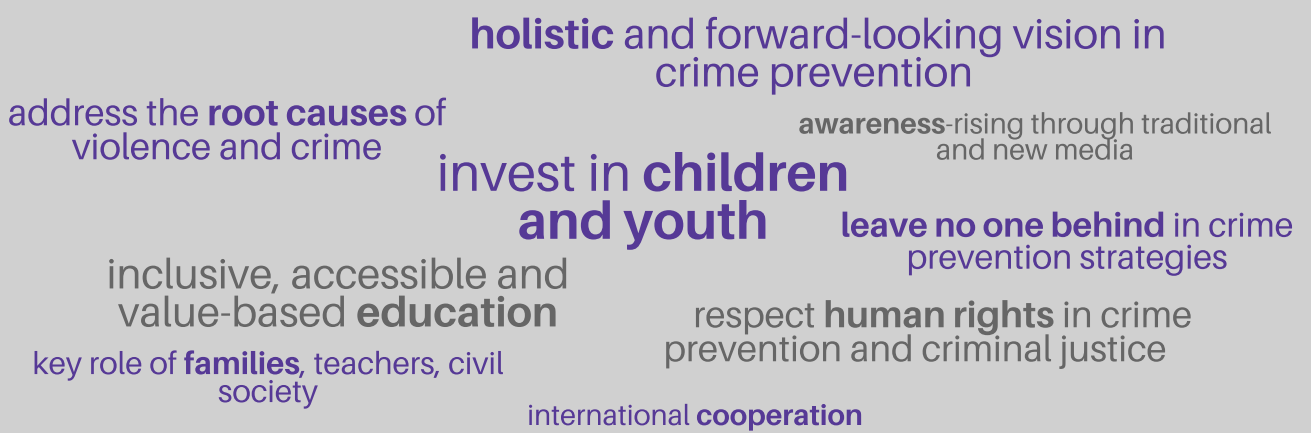 holistic and forward-looking vision in
crime prevention
address the root causes of
violence and crime
awareness-rising through traditional
and new media
invest in children
and youth
leave no one behind in crime
prevention strategies
inclusive, accessible and
value-based education
respect human rights in crime
prevention and criminal justice
key role of families, teachers, civil
society
international cooperation